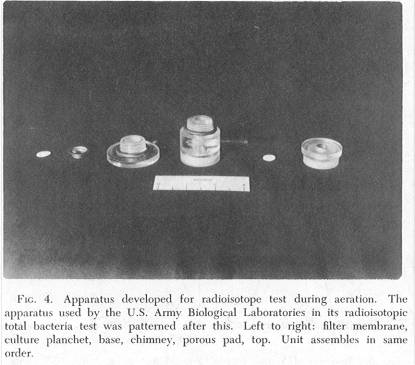 FIG. 4. Apparatus developed for radioisotope test during aeration. The
apparatus used by the U.S. Army Biological Laboratories in its radioisotopic
total bacteria test was patterned after this. Left to right: filter membrane,
culture planchet, base, chimney, porous pad, top. Unit assembles in same
order.